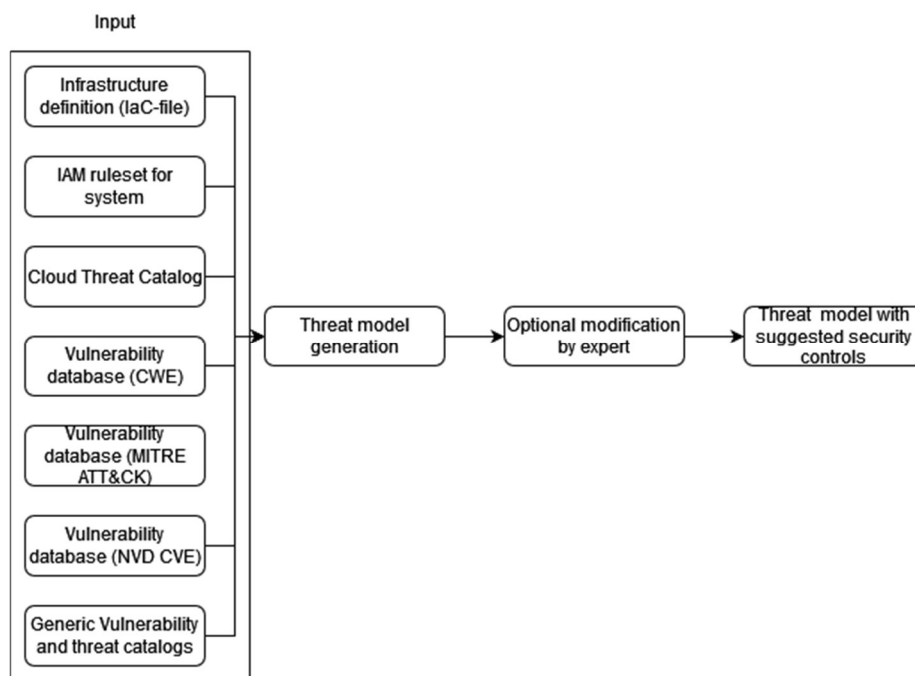 Input
Infrastructure
definition (IaC-file)
IAM ruleset for
system
Cloud Threat Catalog
Vulnerability
database (CWE)
Vulnerability
database (MITRE
ATT&CK)
Vulnerability
database (NVD CVE)
Generic Vulnerability
and threat catalogs
Threat model
generation
Optional modification
by expert
Threat model with
suggested security
controls